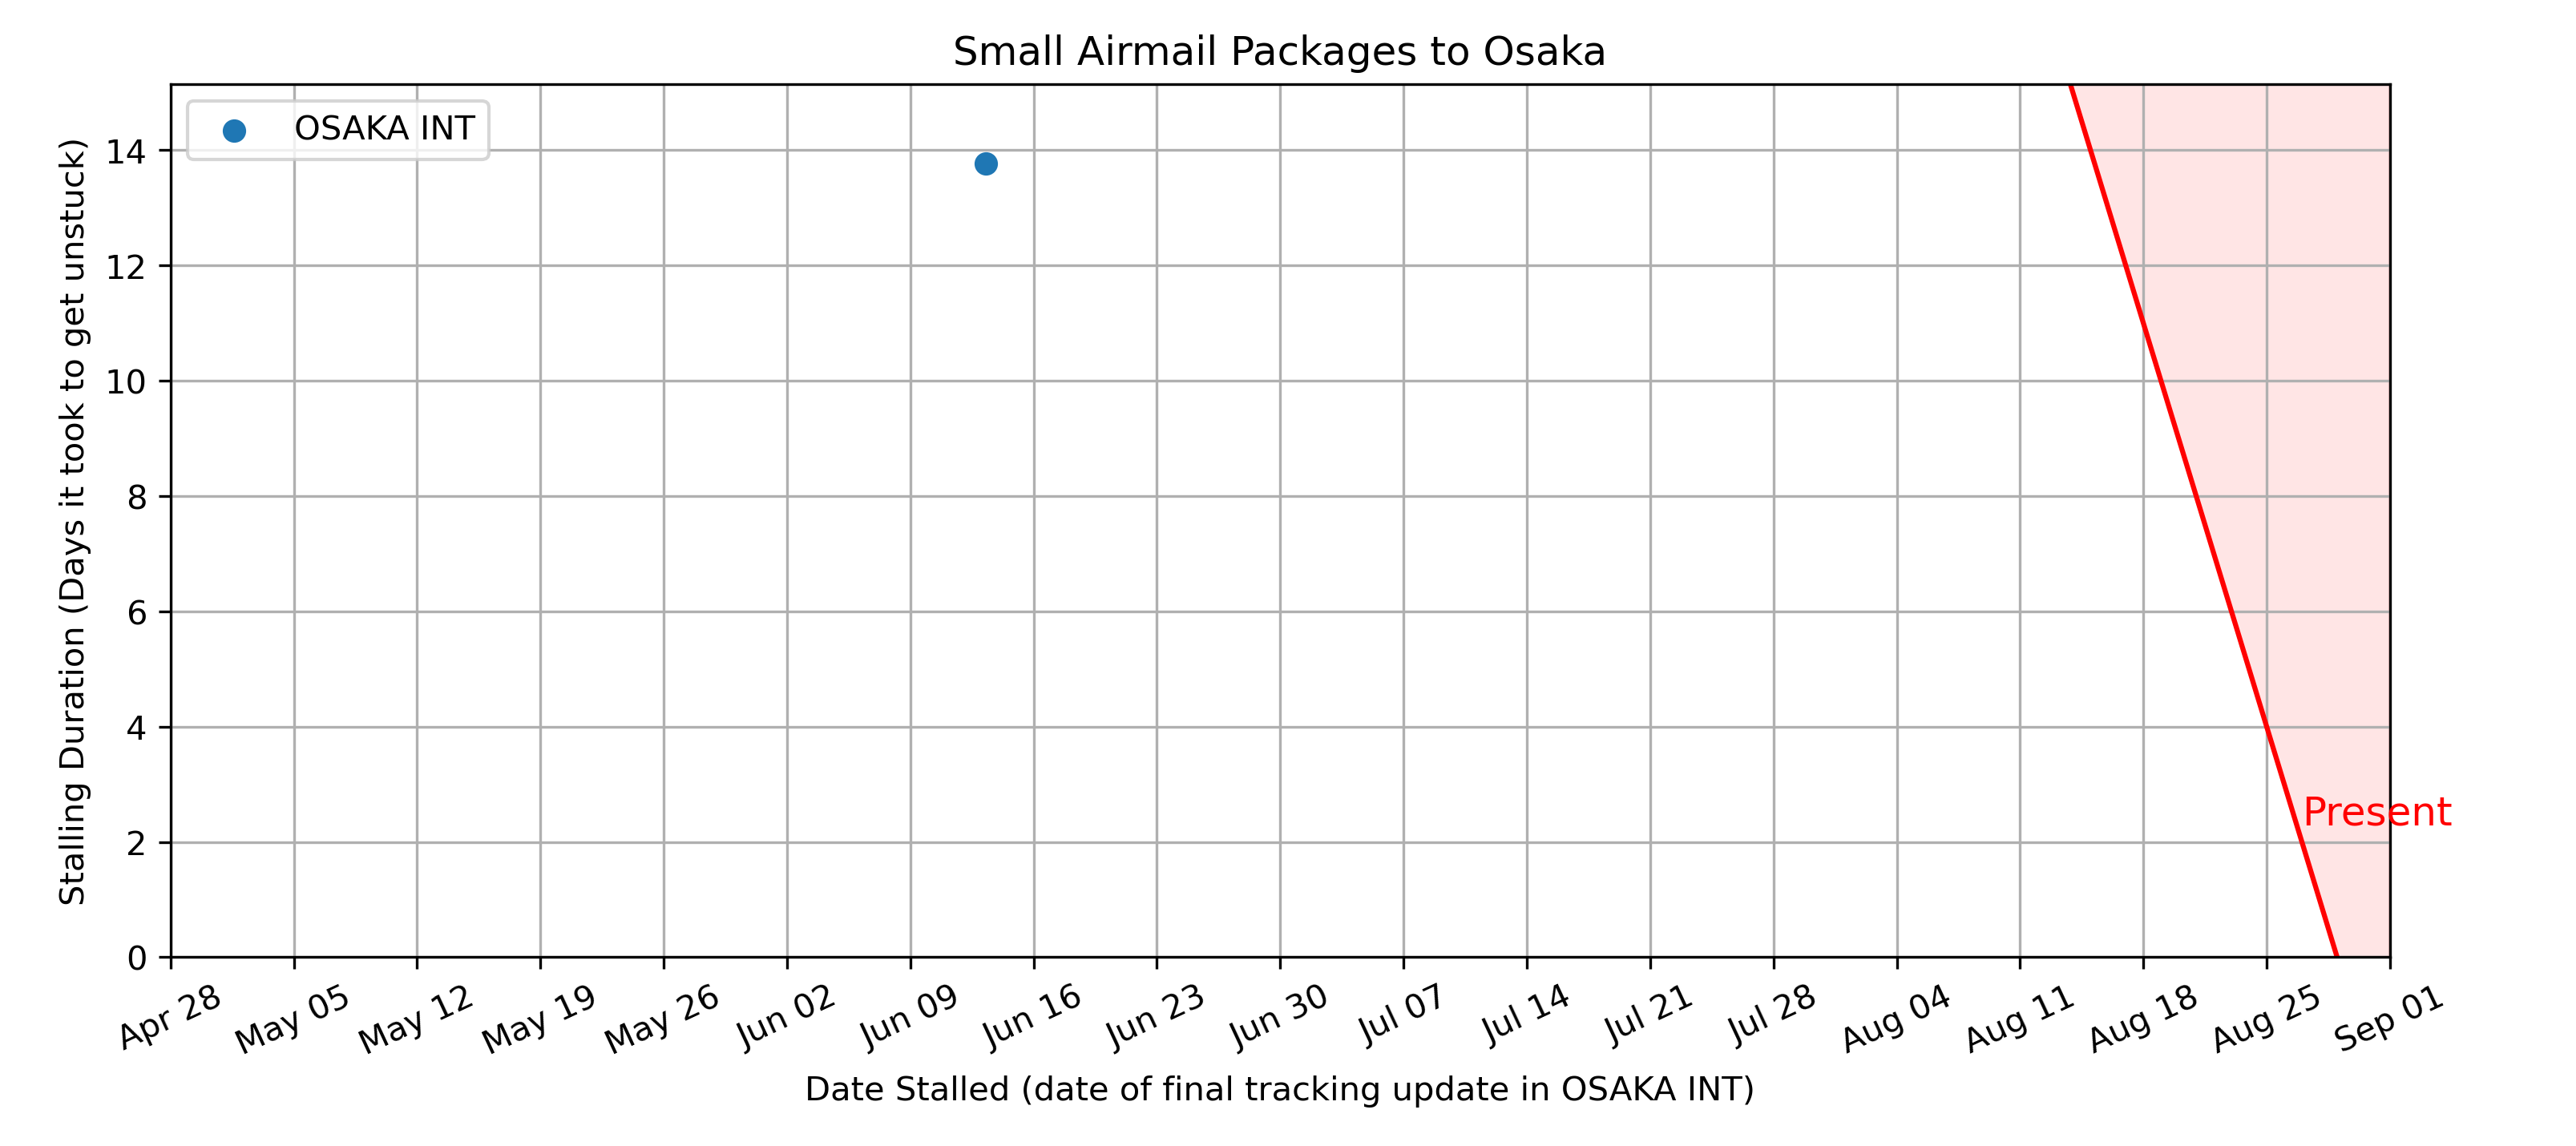 Small Airmail Packages to Osaka
OSAKA INT
Stalling Duration (Days it took to get unstuck)
14
12
10
8
6
4
2
0
Present
Apr 28 May 05 May 12 May 19 May 26 Jun 02 Jun 09 Jun 16 Jun 23 Jun 30 Jul 07 Jul 14 Jul 21 Jul 28 Aug 04 Aug 11 Aug 18 Aug 25 Sep 01
Date Stalled (date of final tracking update in OSAKA INT)